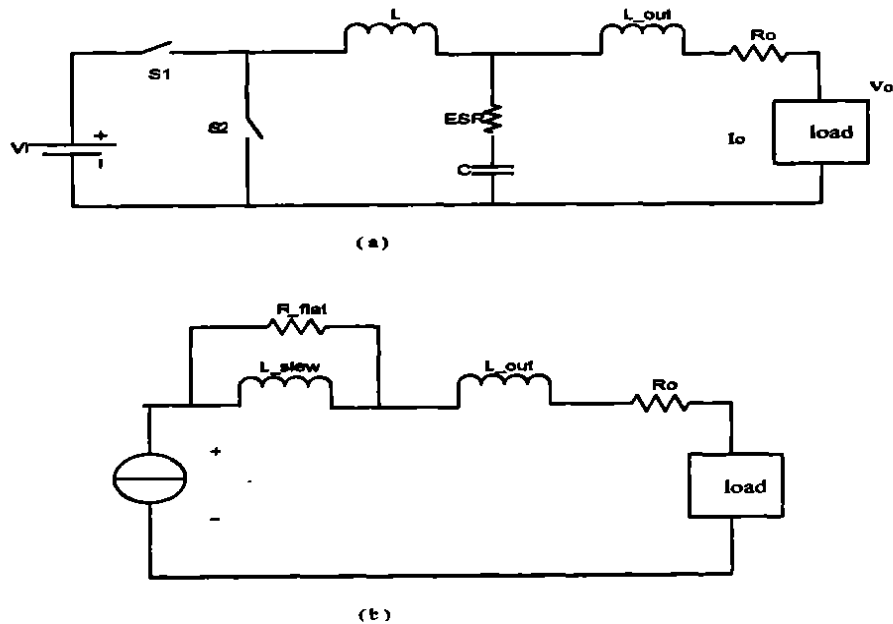 L
L_out
Ro
S1
Vo
S2
ESR
Io
load
VI
+
C
(a)
R_flat
L_slew
L_out
Ro
+
load
-
(b)